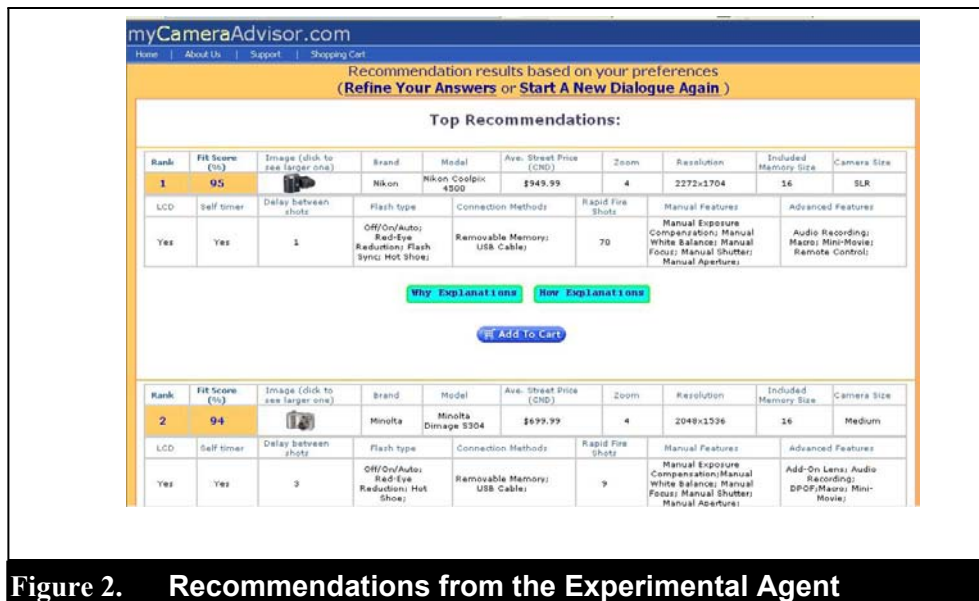 myCameraAdvisor.com
Home | About Us | Support | Shopping Cart
Recommendation results based on your preferences
(Refine Your Answers or Start A New Dialogue Again )
Top Recommendations:
Rank Fit Score (%) Image (click to see larger one) Brand Model Ave. Street Price (CND) Zoom Resolution Included Memory Size Camera Size
1 95 Nikon Nikon Coolpix 4500 $949.99 4 2272x1704 16 SLR
LCD Self timer Delay between shots Flash type Connection Methods Rapid Fire Shots Manual Features Advanced Features
Yes Yes 1 Off/On/Auto; Red-Eye Reduction; Flash Sync; Hot Shoe; Removable Memory; USB Cable; 70 Manual Exposure Compensation; Manual White Balance; Manual Focus; Manual Shutter; Manual Aperture; Audio Recording; Macro; Mini-Movie; Remote Control;
Why Explanations How Explanations
Add To Cart
Rank Fit Score (%) Image (click to see larger one) Brand Model Ave. Street Price (CND) Zoom Resolution Included Memory Size Camera Size
2 94 Minolta Minolta Dimage S304 $699.99 4 2048x1536 16 Medium
LCD Self timer Delay between shots Flash type Connection Methods Rapid Fire Shots Manual Features Advanced Features
Yes Yes 3 Off/On/Auto; Red-Eye Reduction; Hot Shoe; Removable Memory; USB Cable; 9 Manual Exposure Compensation;Manual White Balance; Manual Focus; Manual Shutter; Manual Aperture; Add-On Lens; Audio Recording; DPOF;Macro; Mini-Movie;
Figure 2. Recommendations from the Experimental Agent